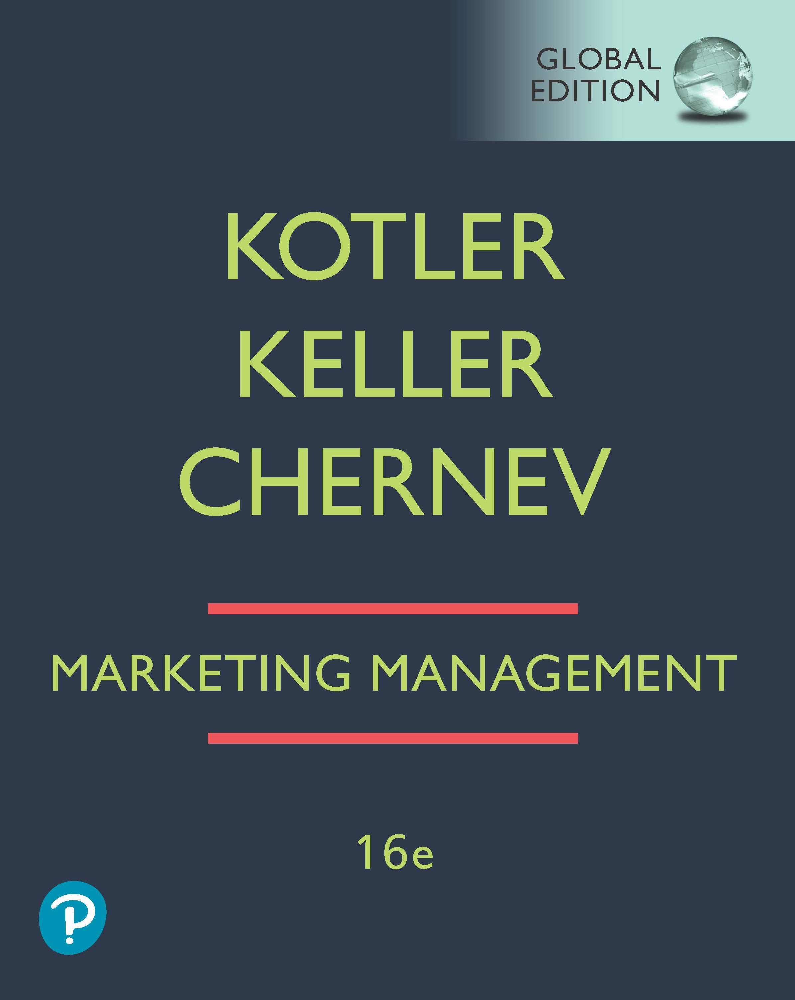 GLOBAL
EDITION
KOTLER
KELLER
CHERNEV
MARKETING MANAGEMENT
16e
P